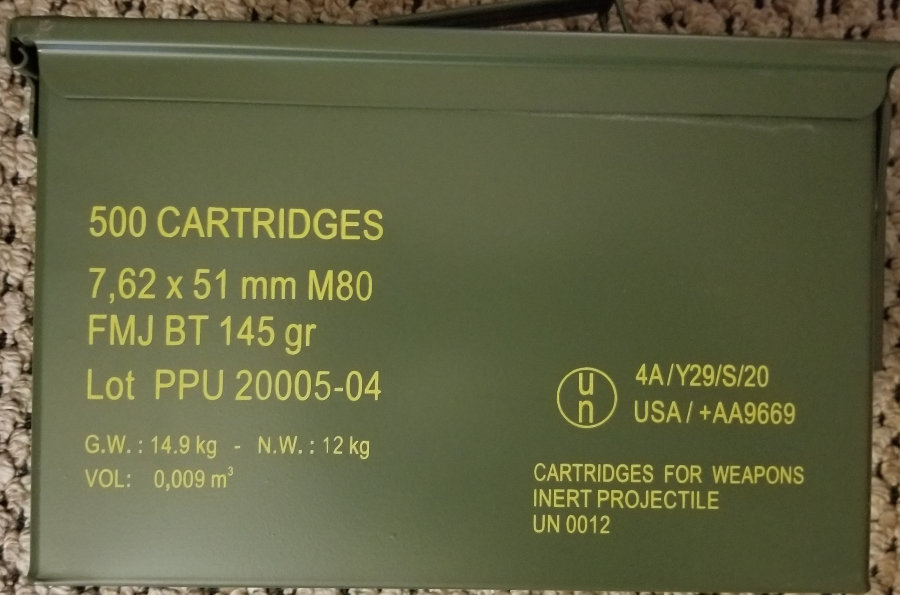 500 CARTRIDGES
7,62 x 51 mm M80
FMJ BT 145 gr
Lot PPU 20005-04
G.W. : 14.9 kg - N.W. : 12 kg
VOL: 0,009 m³
un
4A/Y29/S/20
USA / +AA9669
CARTRIDGES FOR WEAPONS
INERT PROJECTILE
UN 0012